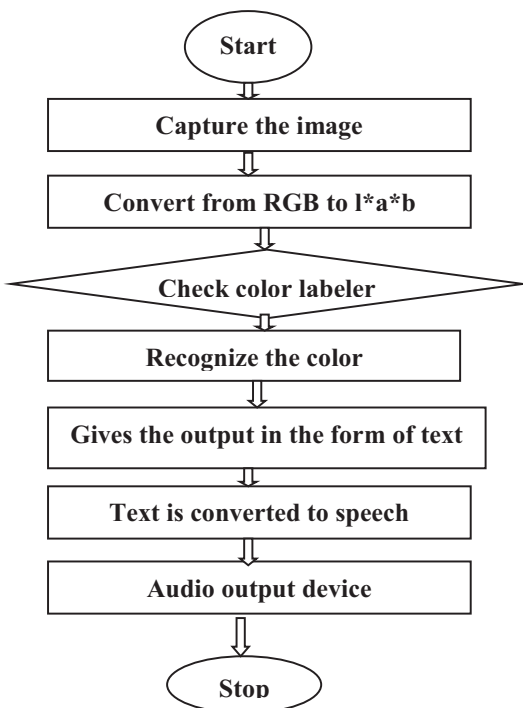 Start
Capture the image
Convert from RGB to l*a*b
Check color labeler
Recognize the color
Gives the output in the form of text
Text is converted to speech
Audio output device
Stop